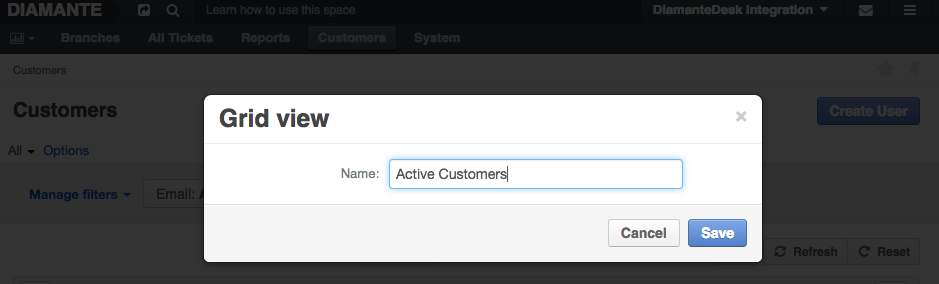 DIAMANTE Learn how to use this space DiamanteDesk Integration
Branches All Tickets Reports Customers System
Customers
Customers
Create User
All Options
Manage filters Email:
Grid view ×
Name: Active Customers
Cancel Save
Refresh Reset